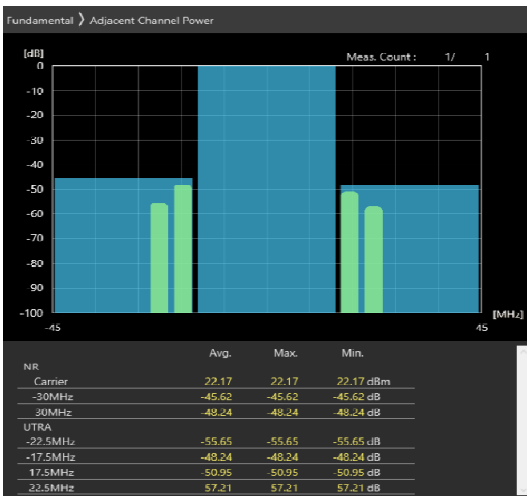 Fundamental ❯ Adjacent Channel Power
[dB]
Meas. Count : 1/ 1
0
-10
-20
-30
-40
-50
-60
-70
-80
90
-100
[MHz]
-45 45
Avg. Max. Min.
NR
Carrier 22.17 22.17 22.17 dBm
-30MHz -45.62 -45.62 -45.62 dB
30MHz -48.24 -48.24 -48.24 dB
UTRA
-22.5MHz -55.65 -55.65 -55.65 dB
-17.5MHz -48.24 -48.24 -48.24 dB
17.5MHz -50.95 -50.95 -50.95 dB
22.5MHz 57.21 57.21 57.21 dB